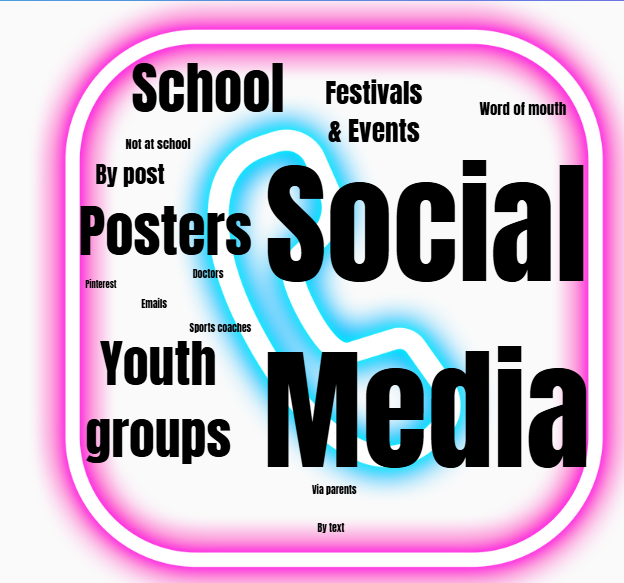 School
Festivals
& Events
Word of mouth
Not at school
By post
Social
Posters
Doctors
Pinterest
Emails
Sports coaches
Youth
groups
Media
Via parents
By text